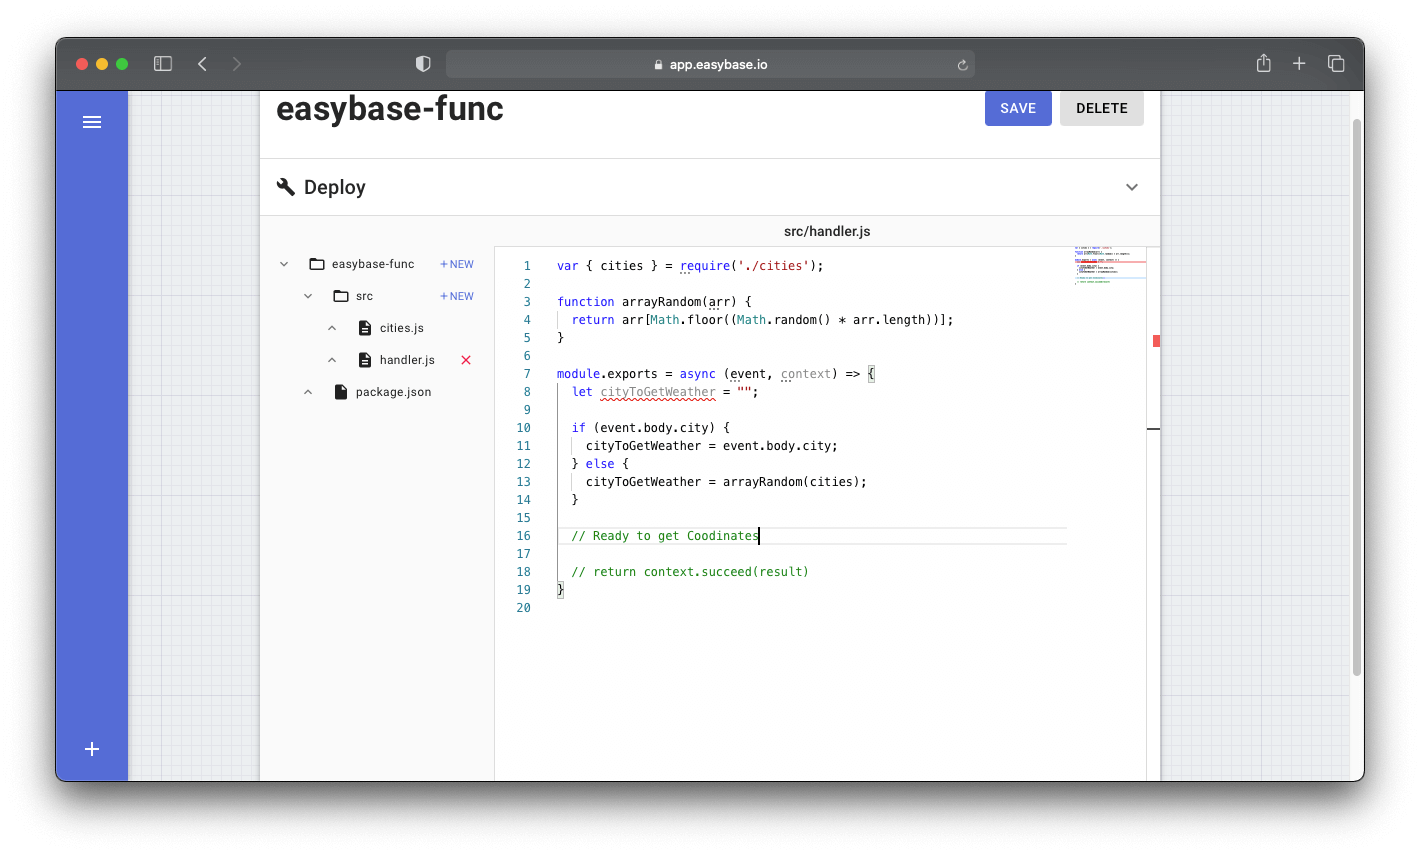 app.easybase.io
easybase-func
SAVE
DELETE
Deploy
src/handler.js
easybase-func
+ NEW
src
+ NEW
cities.js
handler.js
package.json
1 var { cities } = require('./cities');
2
3 function arrayRandom(arr) {
4 return arr[Math.floor((Math.random() * arr.length))];
5 }
6
7 module.exports = async (event, context) => {
8 let cityToGetWeather = "";
9
10 if (event.body.city) {
11 cityToGetWeather = event.body.city;
12 } else {
13 cityToGetWeather = arrayRandom(cities);
14 }
15
16 // Ready to get Coodinates
17
18 // return context.succeed(result)
19 }
20